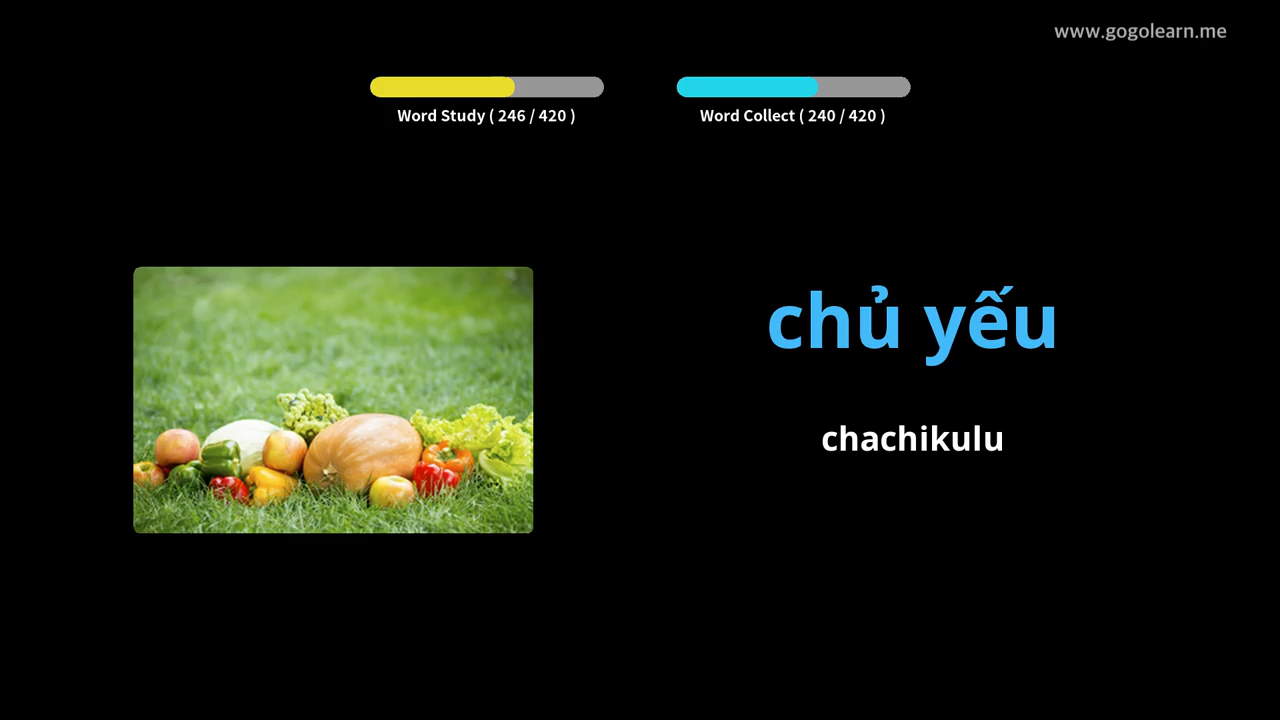 www.gogolearn.me
Word Study ( 246 / 420 )
Word Collect ( 240 / 420 )
chủ yếu
chachikulu